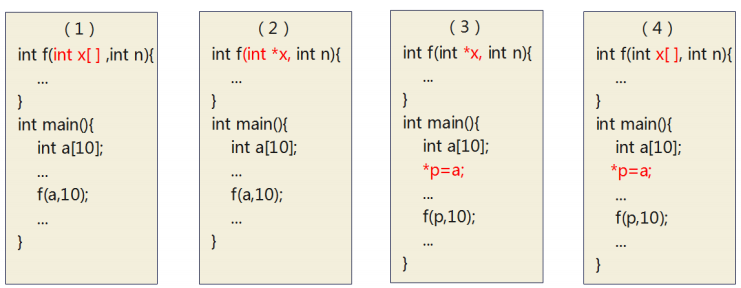 （1）
int f(int x[ ] ,int n){
...
}
int main(){
int a[10];
...
f(a,10);
...
}
（2）
int f(int *x, int n){
...
}
int main(){
int a[10];
...
f(a,10);
...
}
（3）
int f(int *x, int n){
...
}
int main(){
int a[10];
*p=a;
...
f(p,10);
...
}
（4）
int f(int x[ ], int n){
...
}
int main(){
int a[10];
*p=a;
...
f(p,10);
...
}